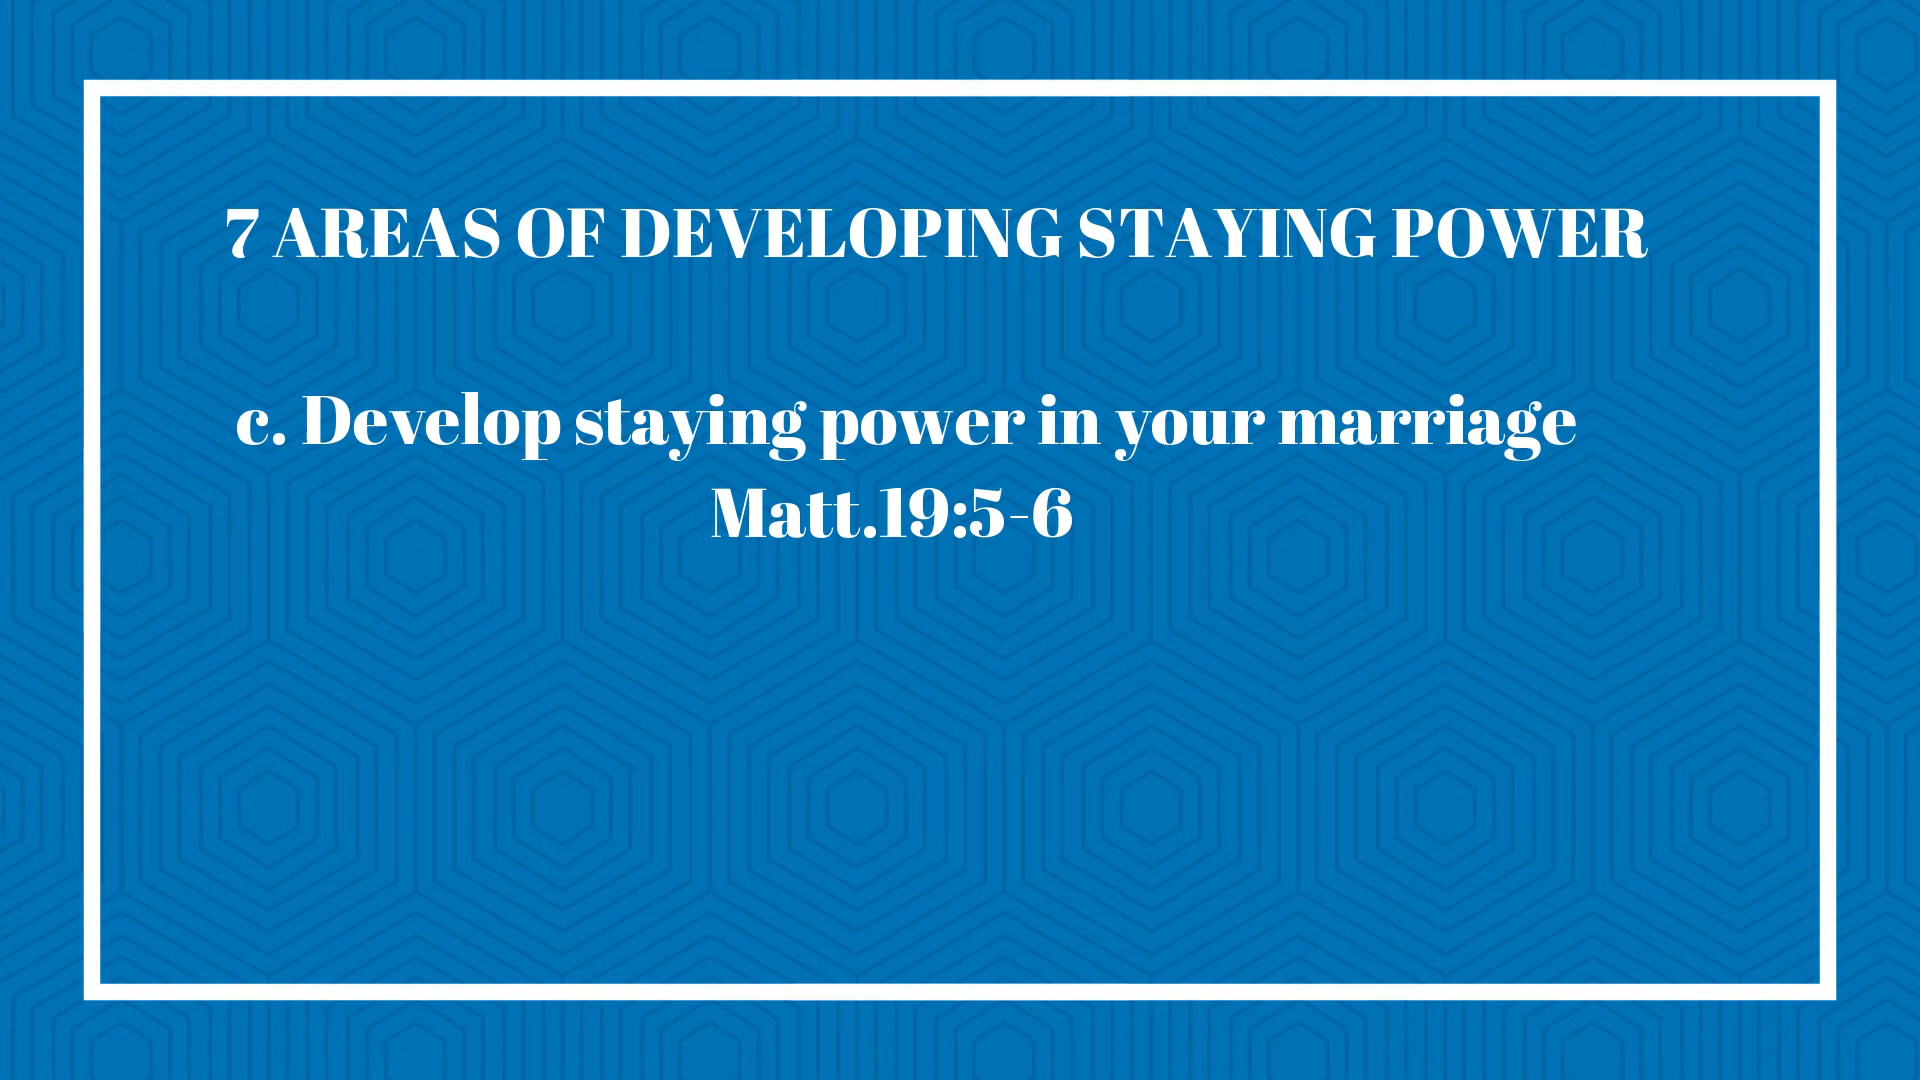 7 AREAS OF DEVELOPING STAYING POWER
c. Develop staying power in your marriage
Matt.19:5-6